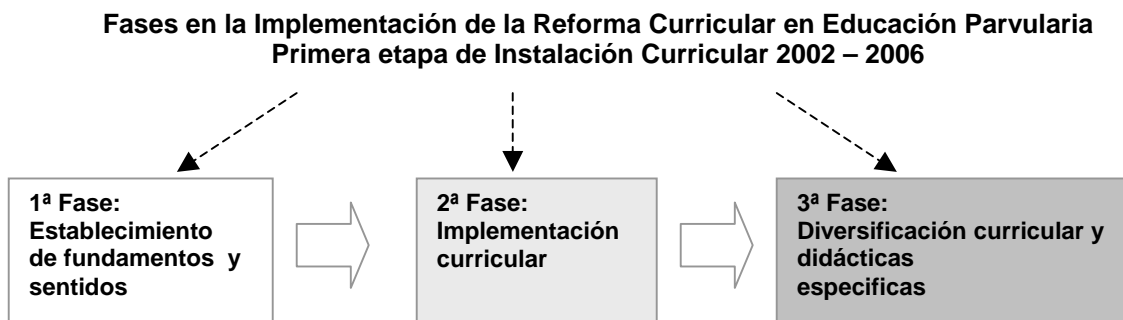 Fases en la Implementación de la Reforma Curricular en Educación Parvularia
Primera etapa de Instalación Curricular 2002 – 2006
1ª Fase:
Establecimiento
de fundamentos y
sentidos
2ª Fase:
Implementación
curricular
3ª Fase:
Diversificación curricular y
didácticas
especificas